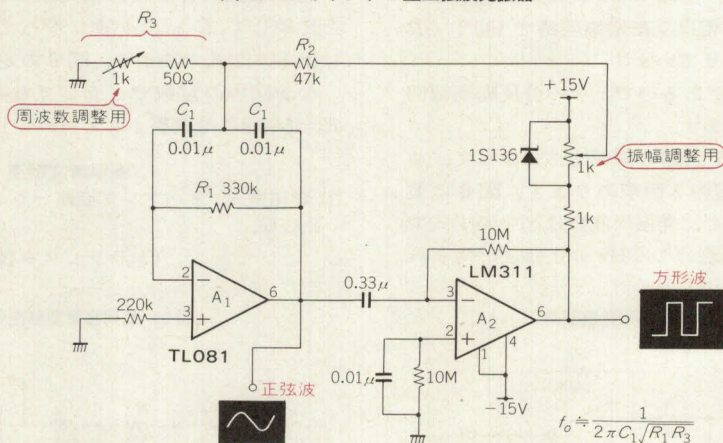 R3
R2
1k
50Ω
47k
周波数調整用
C1
C1
0.01μ
0.01μ
R1 330k
+15V
1S136
1k
振幅調整用
1k
10M
LM311
方形波
2
3
A1
6
220k
TL081
0.33μ
3
2
A2
6
1
4
正弦波
0.01μ
10M
−15V
fo≒1/2πC1√R1R3